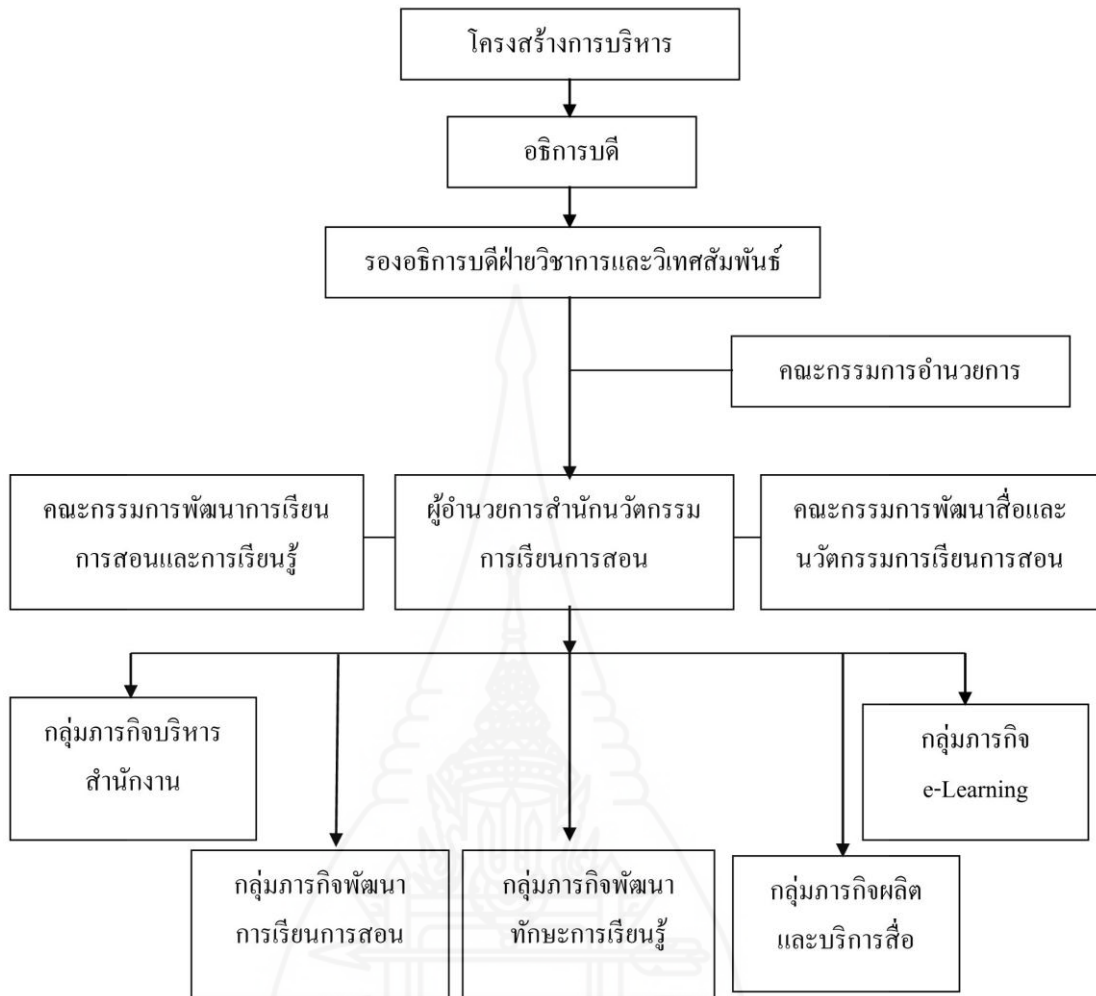 โครงสร้างการบริหาร
อธิการบดี
รองอธิการบดีฝ่ายวิชาการและวิเทศสัมพันธ์
คณะกรรมการอำนวยการ
คณะกรรมการพัฒนาการเรียน
การสอนและการเรียนรู้
ผู้อำนวยการสำนักนวัตกรรม
การเรียนการสอน
คณะกรรมการพัฒนาสื่อและ
นวัตกรรมการเรียนการสอน
กลุ่มภารกิจบริหาร
สำนักงาน
กลุ่มภารกิจพัฒนา
การเรียนการสอน
กลุ่มภารกิจพัฒนา
ทักษะการเรียนรู้
กลุ่มภารกิจผลิต
และบริการสื่อ
กลุ่มภารกิจ
e-Learning